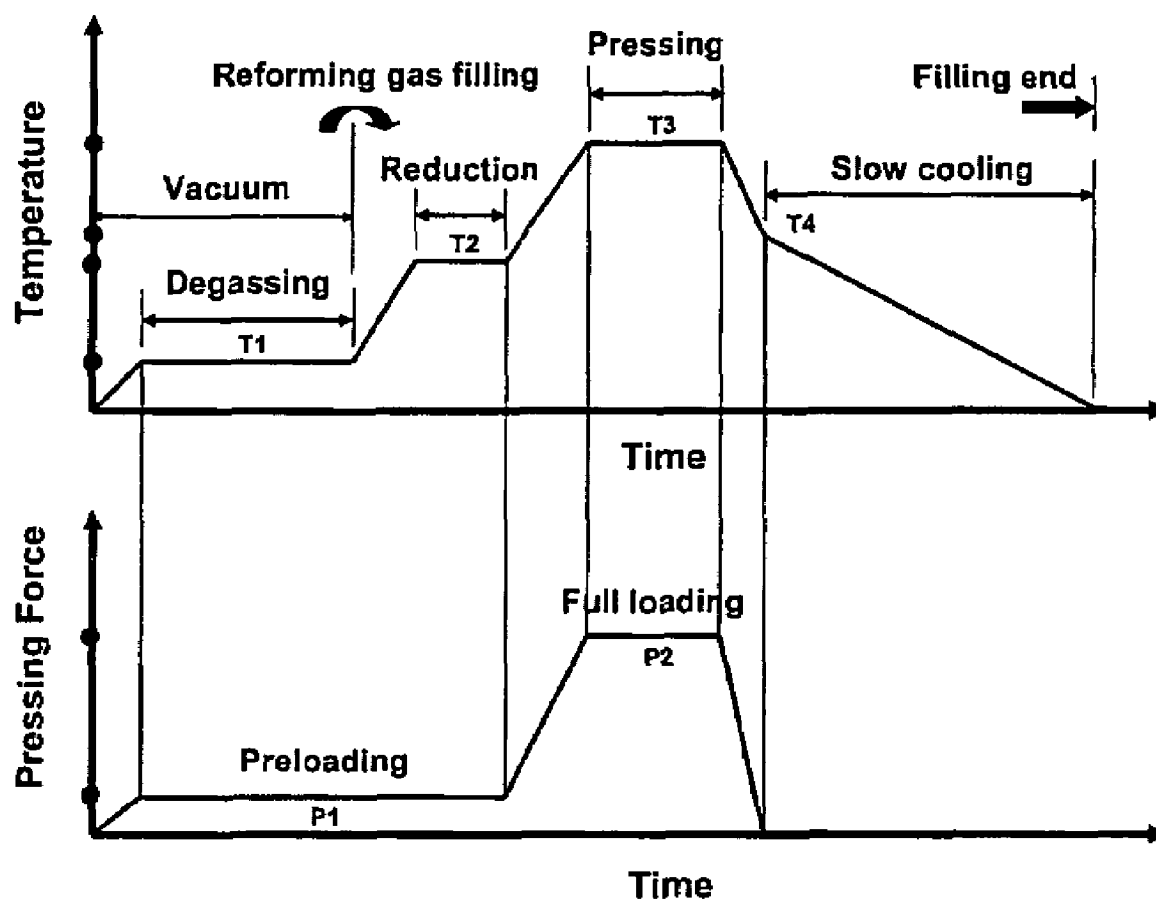 Pressing
Reforming gas filling
Filling end
T3
Reduction
Vacuum
Slow cooling
T4
T2
Degassing
T1
Temperature
Time
Full loading
P2
Preloading
P1
Pressing Force
Time